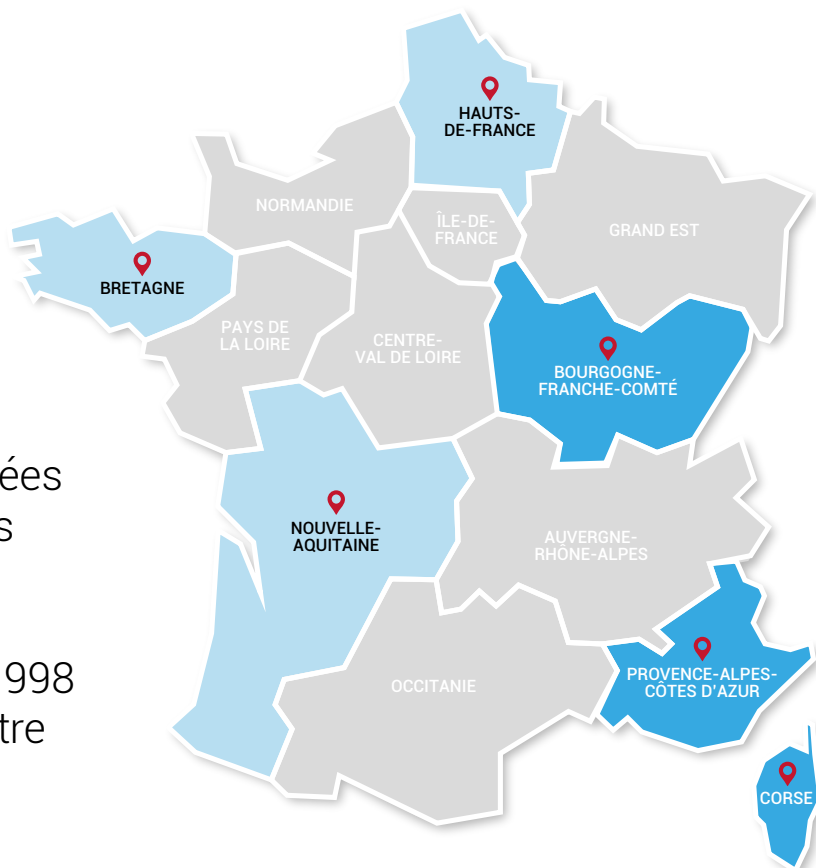 HAUTS-
DE-FRANCE
NORMANDIE
ÎLE-DE-
FRANCE
GRAND EST
BRETAGNE
PAYS DE
LA LOIRE
CENTRE-
VAL DE LOIRE
BOURGOGNE-
FRANCHE-COMTÉ
ées
s
NOUVELLE-
AQUITAINE
AUVERGNE-
RHÔNE-ALPES
998
tre
OCCITANIE
PROVENCE-ALPES-
CÔTES D'AZUR
CORSE